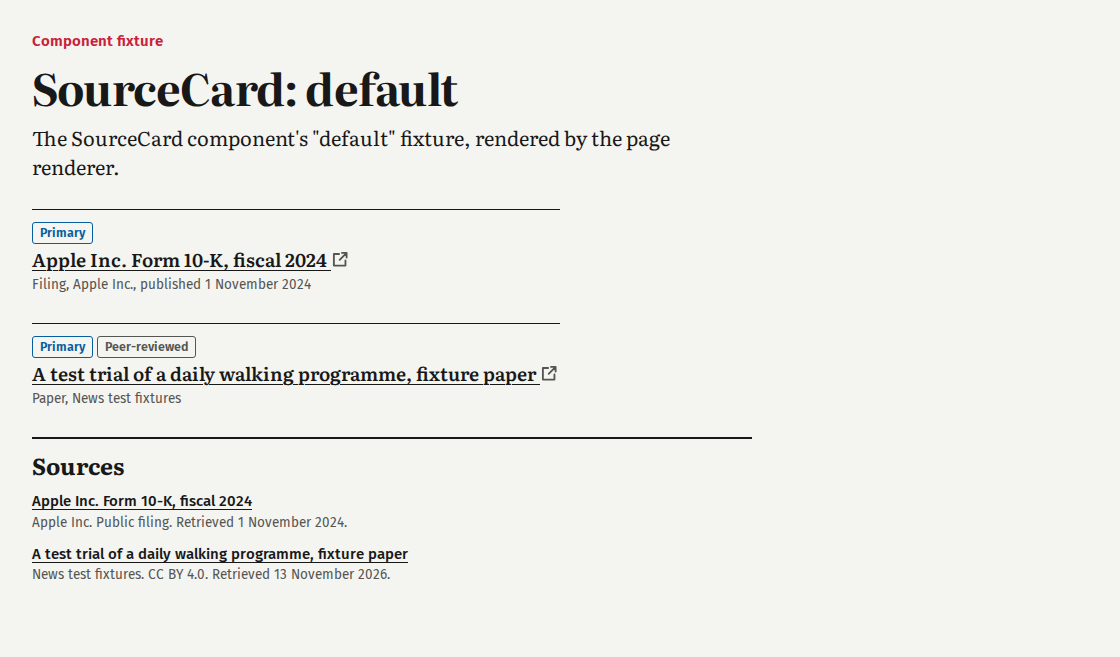 Component fixture
SourceCard: default
The SourceCard component's "default" fixture, rendered by the page
renderer.
Primary
Apple Inc. Form 10-K, fiscal 2024
Filing, Apple Inc., published 1 November 2024
Primary Peer-reviewed
A test trial of a daily walking programme, fixture paper
Paper, News test fixtures
Sources
Apple Inc. Form 10-K, fiscal 2024
Apple Inc. Public filing. Retrieved 1 November 2024.
A test trial of a daily walking programme, fixture paper
News test fixtures. CC BY 4.0. Retrieved 13 November 2026.